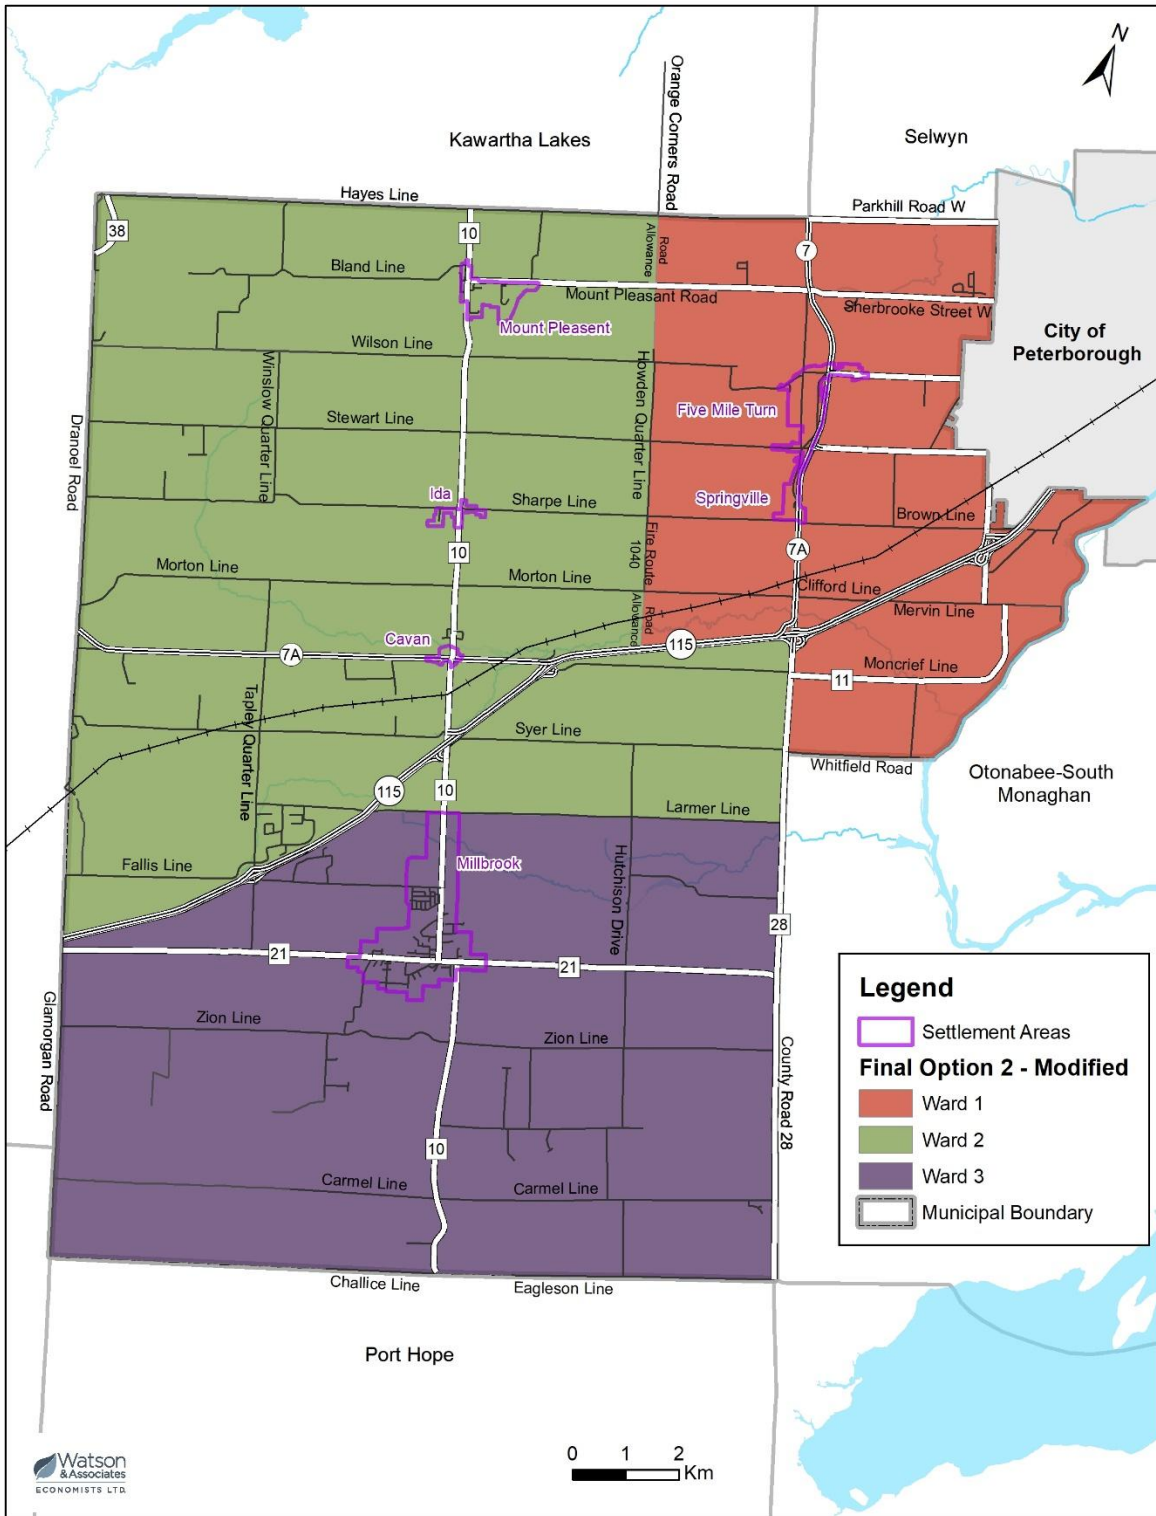 N
Orange Corners Road
Kawartha Lakes
Selwyn
Hayes Line
Parkhill Road W
38
10
7
Road
Allowance
Bland Line
Mount Pleasant Road
Sherbrooke Street W
Mount Pleasent
City of
Peterborough
Wilson Line
Winslow Quarter Line
Howden Quarter Line
Five Mile Turn
Dranoel Road
Stewart Line
Ida
Sharpe Line
Springville
Brown Line
10
Fire Route
1040
7A
Morton Line
Morton Line
Clifford Line
Mervin Line
Road
Allowance
Cavan
7A
115
Moncrief Line
11
Tapley Quarter Line
Syer Line
Whitfield Road
Otonabee-South
Monaghan
115
10
Larmer Line
Fallis Line
Millbrook
Hutchison Drive
28
21
21
Glamorgan Road
Zion Line
Zion Line
County Road 28
10
Carmel Line
Carmel Line
Challice Line
Eagleson Line
Port Hope
Legend
Settlement Areas
Final Option 2 - Modified
Ward 1
Ward 2
Ward 3
Municipal Boundary
0 1 2
Km
Watson
& Associates
ECONOMISTS LTD.